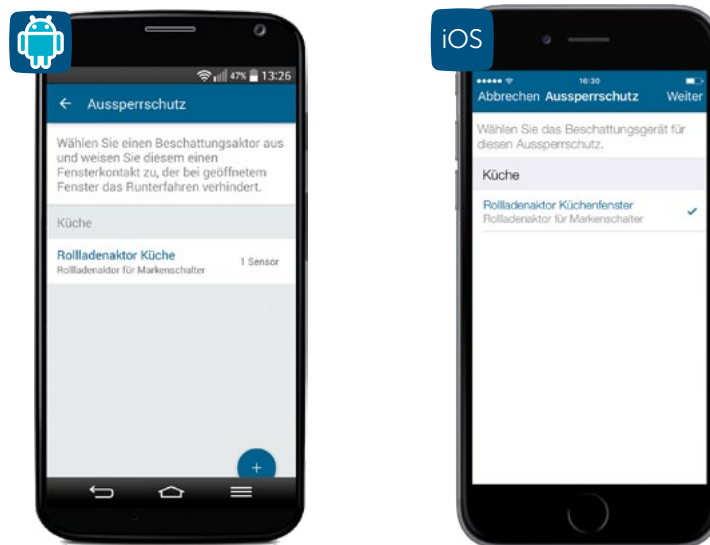 iOS
47% 13:26
Aussperrschutz
Wählen Sie einen Beschattungsaktor aus
und weisen Sie diesem einen
Fensterkontakt zu, der bei geöffnetem
Fenster das Runterfahren verhindert.
Küche
Rollladenaktor Küche
Rollladenaktor für Markenschalter
1 Sensor
+
16:30
Abbrechen Aussperrschutz Weiter
Wählen Sie das Beschattungsgerät für
diesen Aussperrschutz.
Küche
Rollladenaktor Küchenfenster
Rollladenaktor für Markenschalter